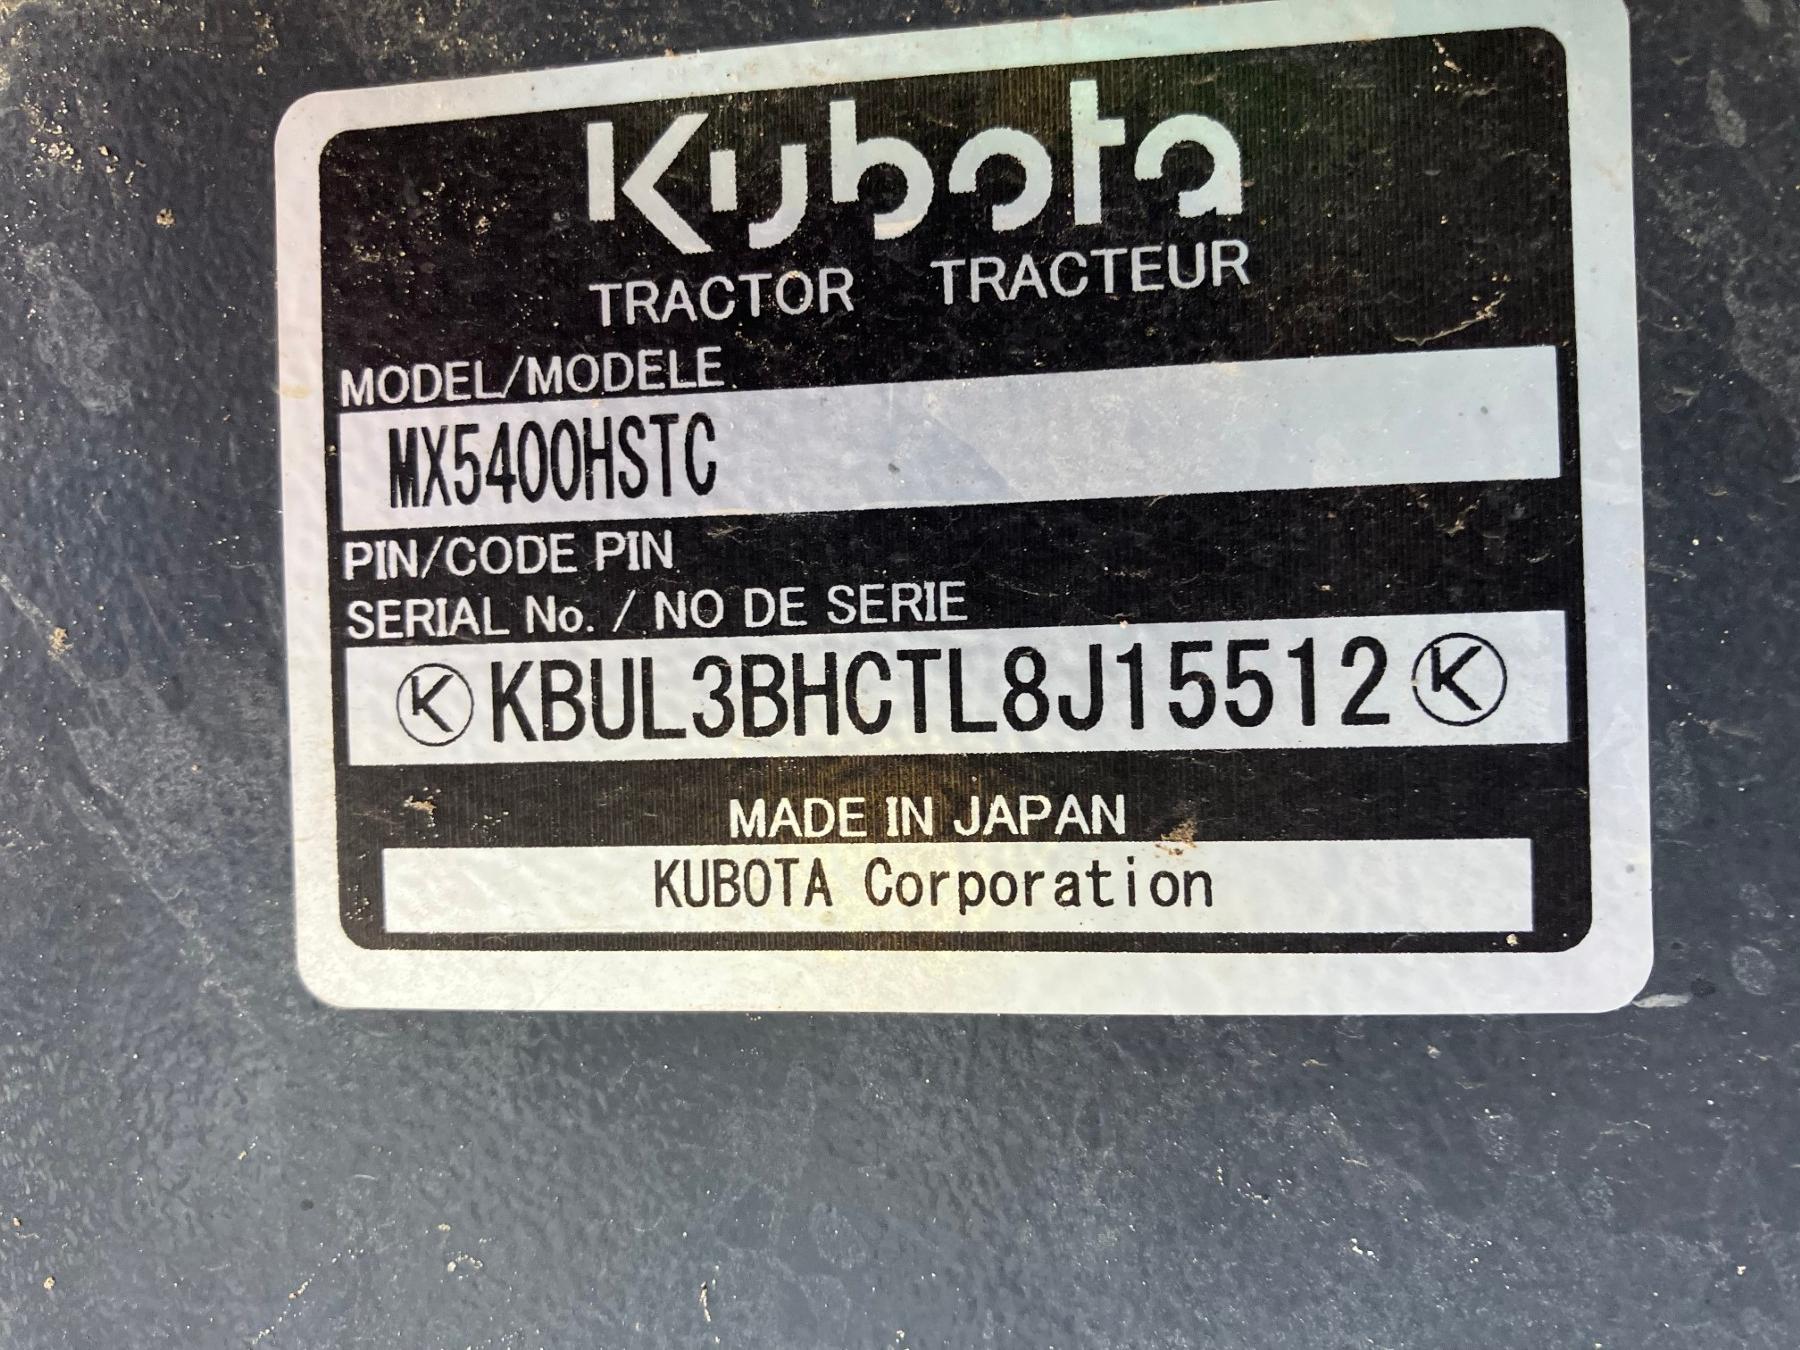 Kubota
TRACTOR TRACTEUR
MODEL/MODELE
MX5400HSTC
PIN/CODE PIN
SERIAL No. / NO DE SERIE
Ⓚ KBUL3BHCTL8J15512 Ⓚ
MADE IN JAPAN
KUBOTA Corporation